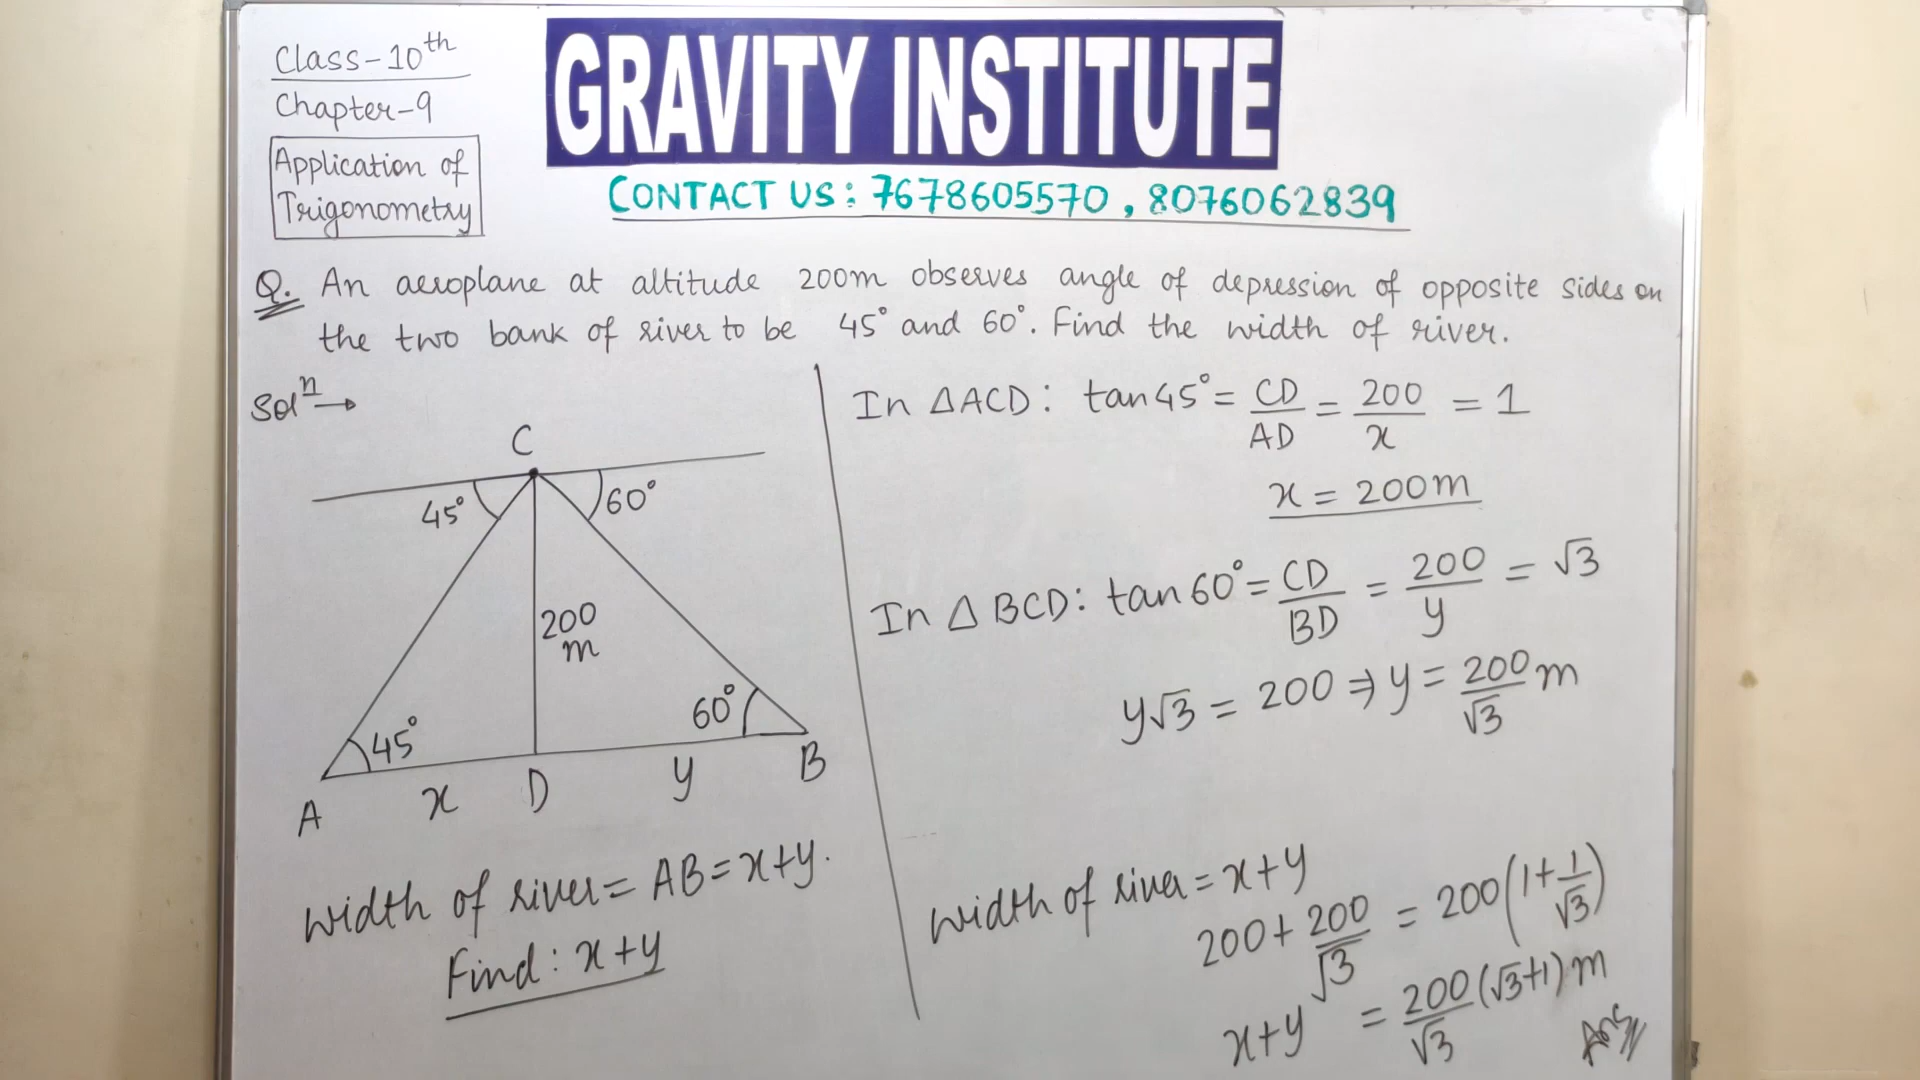 Class-10th
Chapter-9
Application of
Trigonometry
GRAVITY INSTITUTE
CONTACT US: 7678605570, 8076062839
Q. An aeroplane at altitude 200m observes angle of depression of opposite sides on
the two bank of river to be 45° and 60°. Find the width of river.
Solⁿ→
C
45°
60°
200
m
45°
60°
A
x
D
y
B
Width of river = AB = x+y.
Find: x+y
In △ACD: tan45° = CD/AD = 200/x = 1
x = 200m
In △BCD: tan60° = CD/BD = 200/y = √3
y√3 = 200 ⇒ y = 200/√3 m
Width of river = x+y
200 + 200/√3 = 200(1+1/√3)
x+y = 200/√3 (√3+1) m
Ans